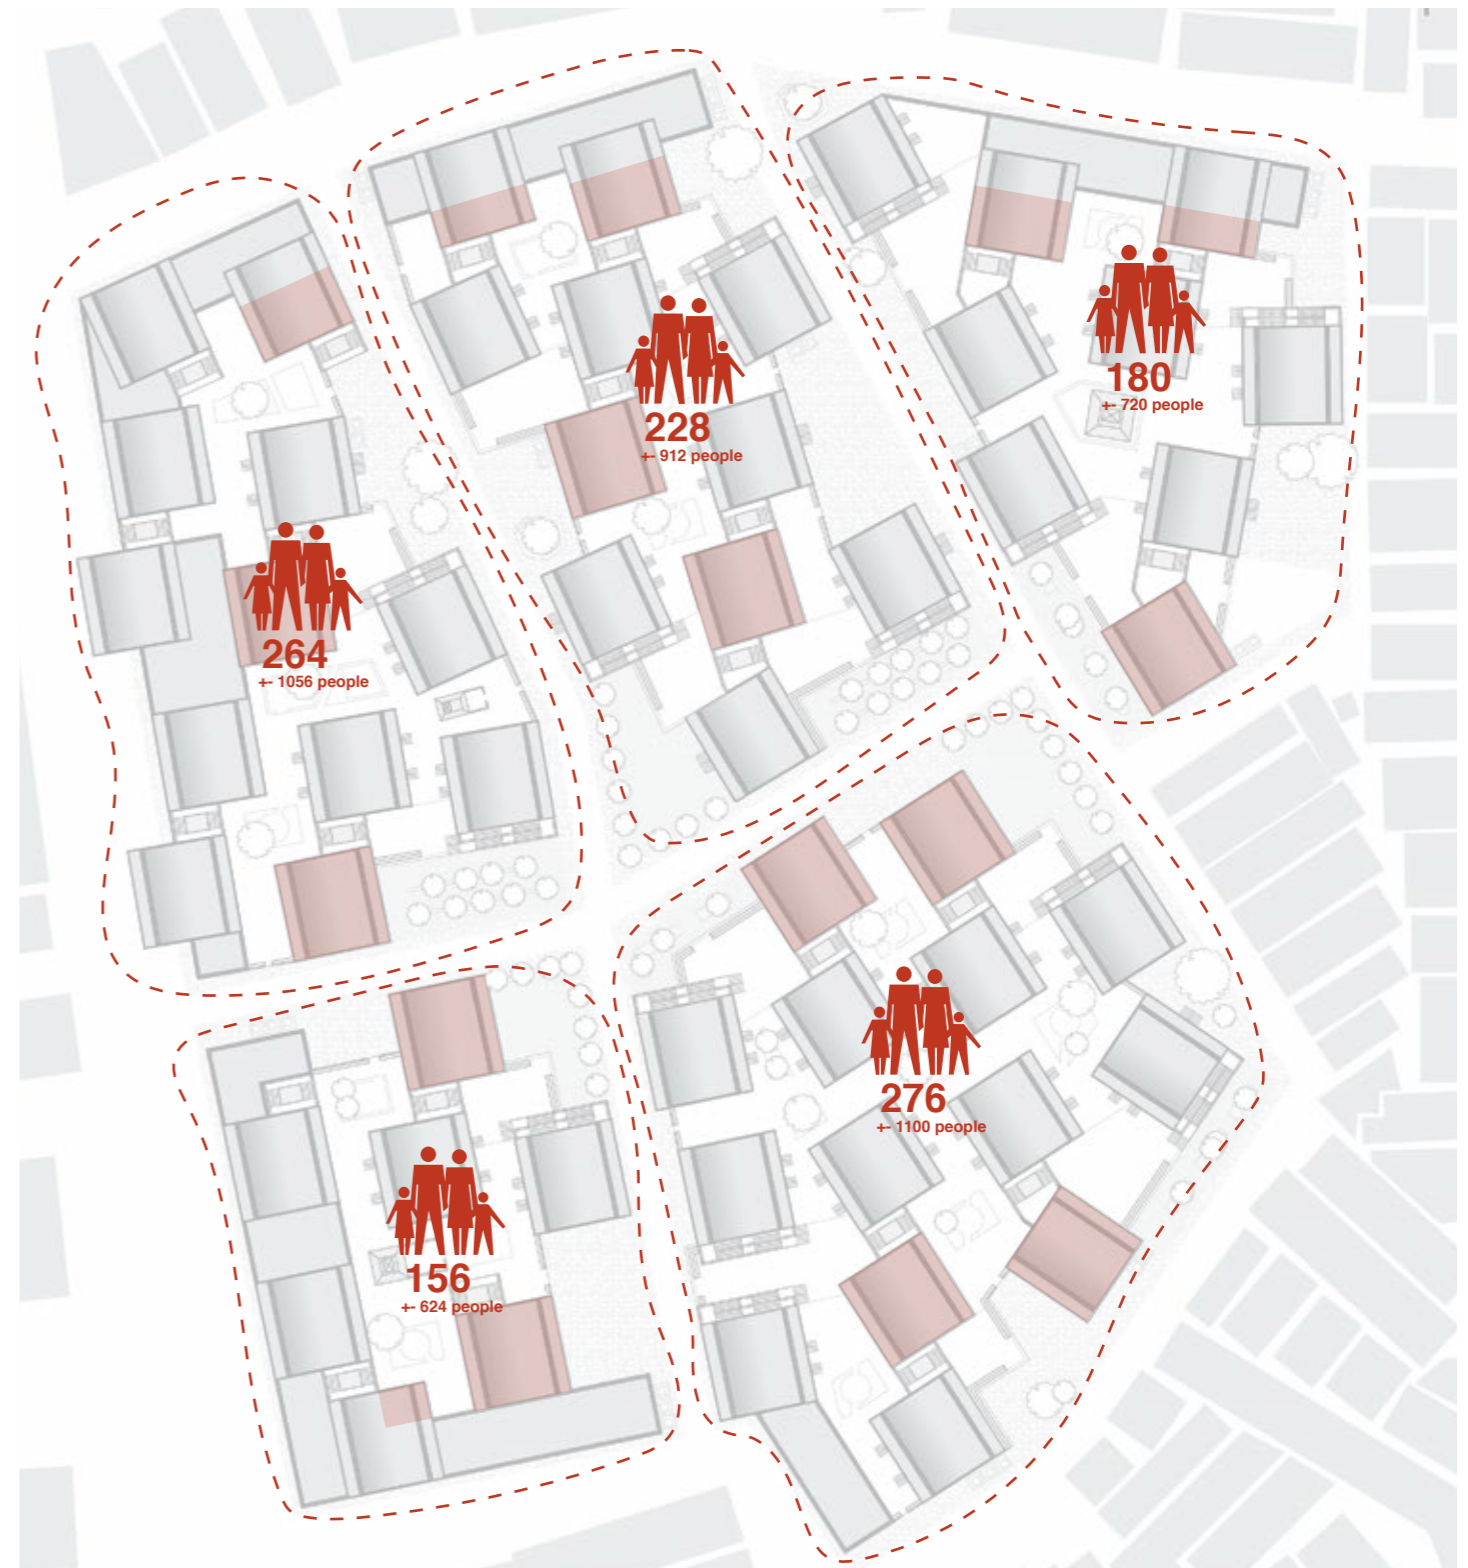 180
+- 720 people
228
+- 912 people
264
+- 1056 people
276
+- 1100 people
156
+- 624 people